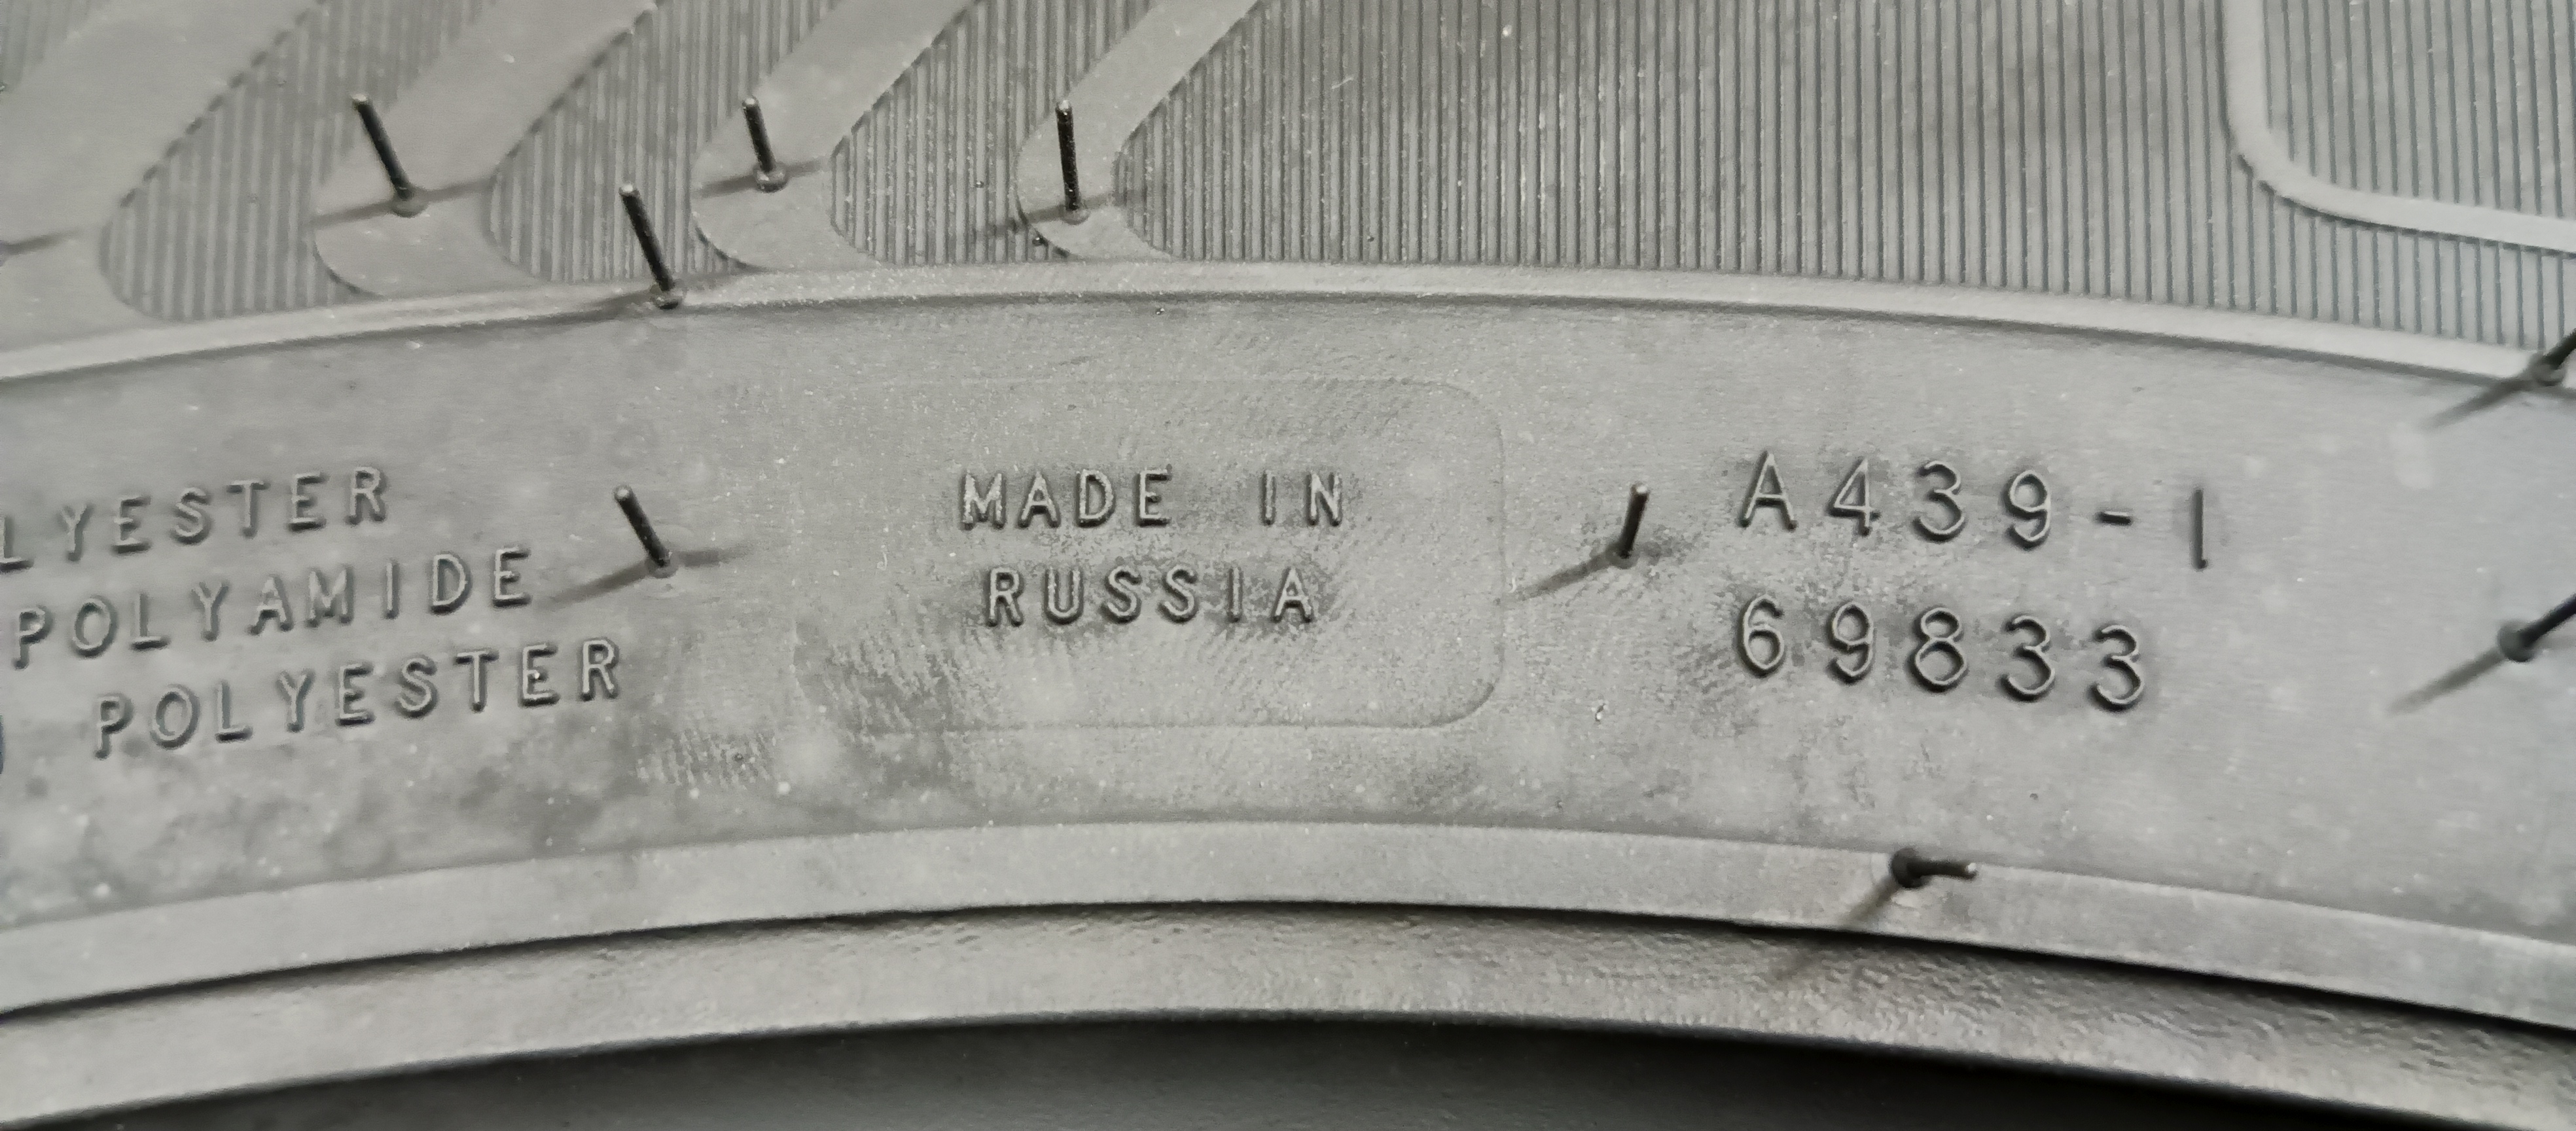 LYESTER
POLYAMIDE
POLYESTER
MADE IN
RUSSIA
A439-1
69833